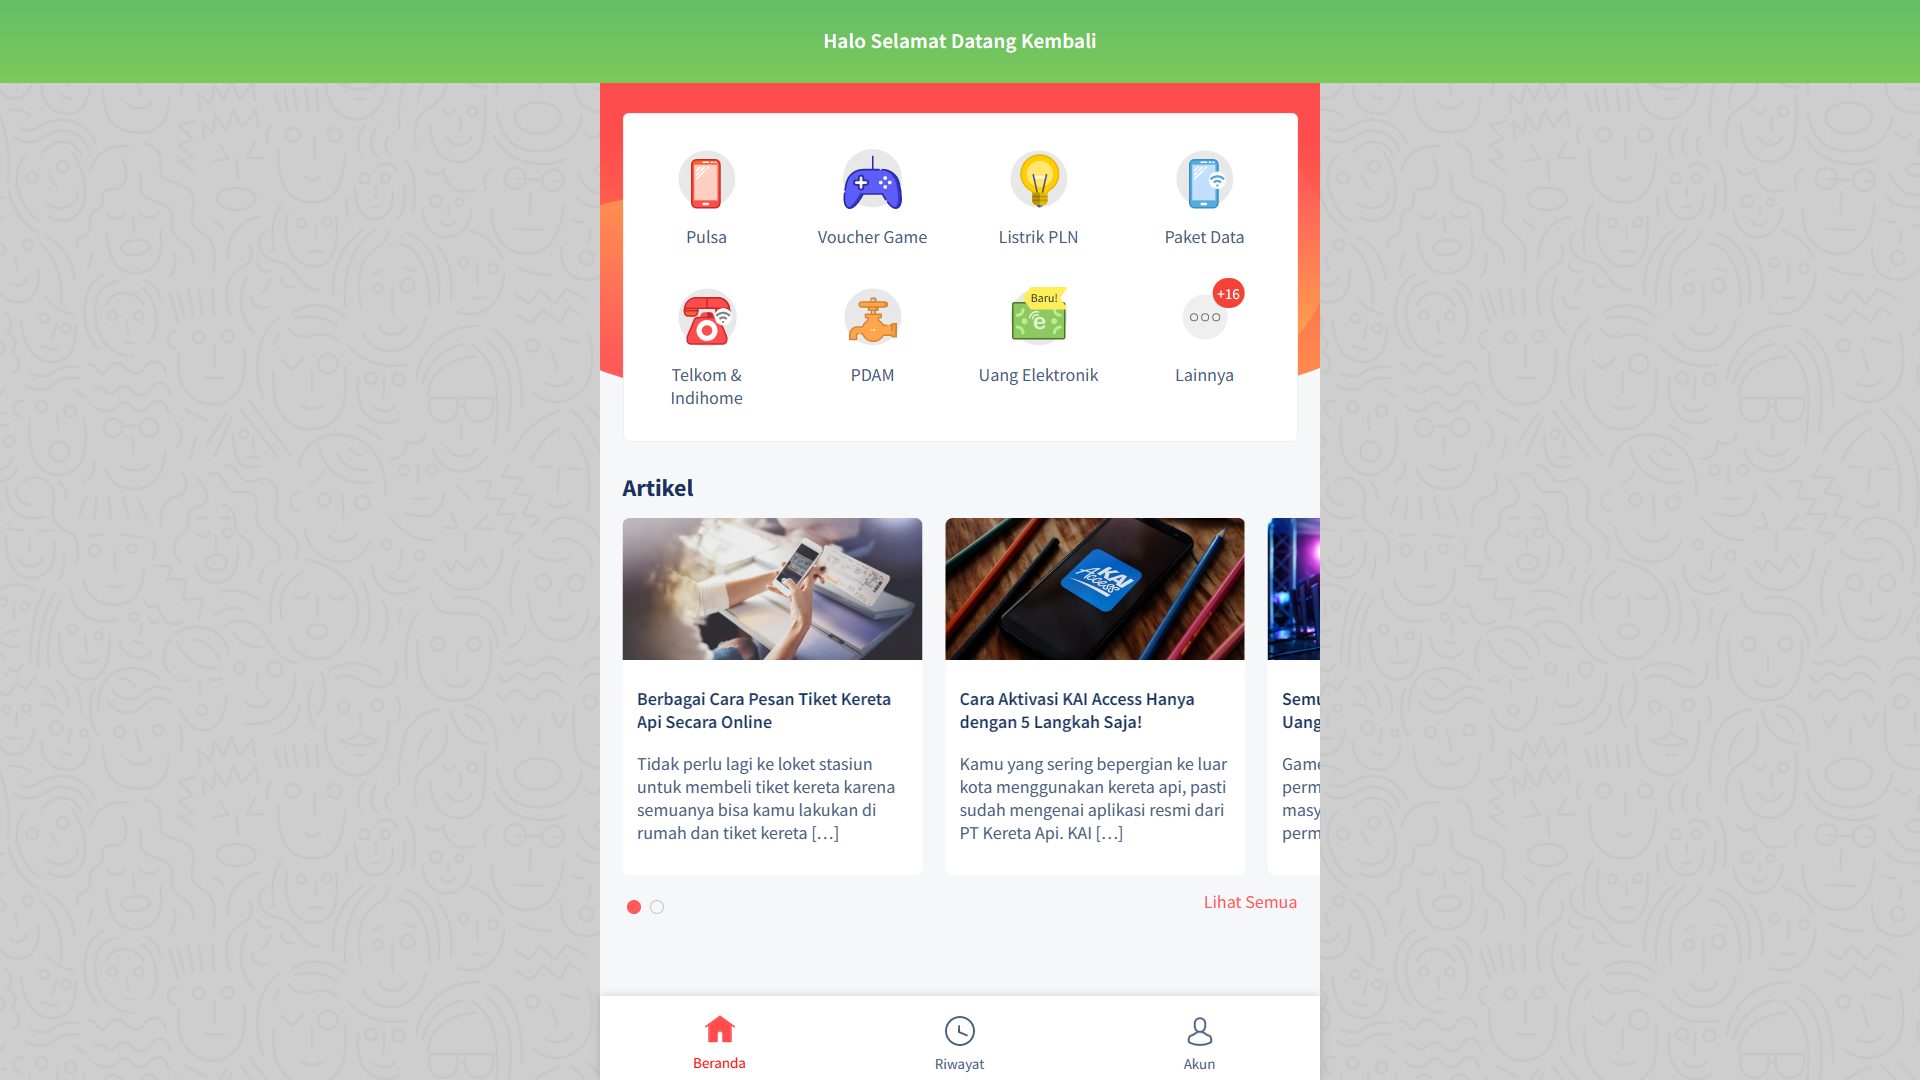 Halo Selamat Datang Kembali
Pulsa
Voucher Game
Listrik PLN
Paket Data
Baru!
+16
Telkom &
Indihome
PDAM
Uang Elektronik
Lainnya
Artikel
KAI
Access
Berbagai Cara Pesan Tiket Kereta
Api Secara Online
Tidak perlu lagi ke loket stasiun
untuk membeli tiket kereta karena
semuanya bisa kamu lakukan di
rumah dan tiket kereta […]
Cara Aktivasi KAI Access Hanya
dengan 5 Langkah Saja!
Kamu yang sering bepergian ke luar
kota menggunakan kereta api, pasti
sudah mengenai aplikasi resmi dari
PT Kereta Api. KAI […]
Uang
perm
masy
perm
Lihat Semua
Beranda
Riwayat
Akun